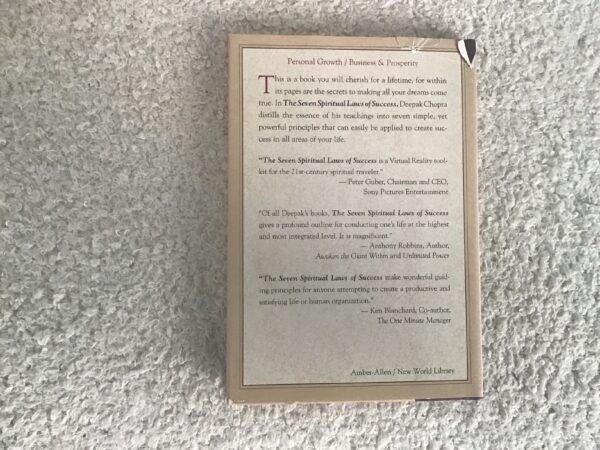 Personal Growth / Business & Prosperity
This is a book you will cherish for a lifetime, for within
its pages are the secrets to making all your dreams come
true. In The Seven Spiritual Laws of Success, Deepak Chopra
distills the essence of his teachings into seven simple, yet
powerful principles that can easily be applied to create suc-
cess in all areas of your life.
"The Seven Spiritual Laws of Success is a Virtual Reality tool-
kit for the 21st-century spiritual traveler."
— Peter Guber, Chairman and CEO,
Sony Pictures Entertainment
"Of all Deepak's books, The Seven Spiritual Laws of Success
gives a profound outline for conducting one's life at the highest
and most integrated level. It is magnificent."
— Anthony Robbins, Author,
Awaken the Giant Within and Unlimited Power
"The Seven Spiritual Laws of Success make wonderful guid-
ing principles for anyone attempting to create a productive and
satisfying life or human organization."
— Ken Blanchard, Co-author,
The One Minute Manager
Amber-Allen / New World Library